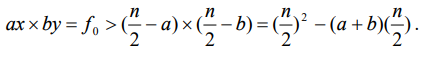 ax × by = f₀ > (n/2 − a) × (n/2 − b) = (n/2)² − (a + b)(n/2).